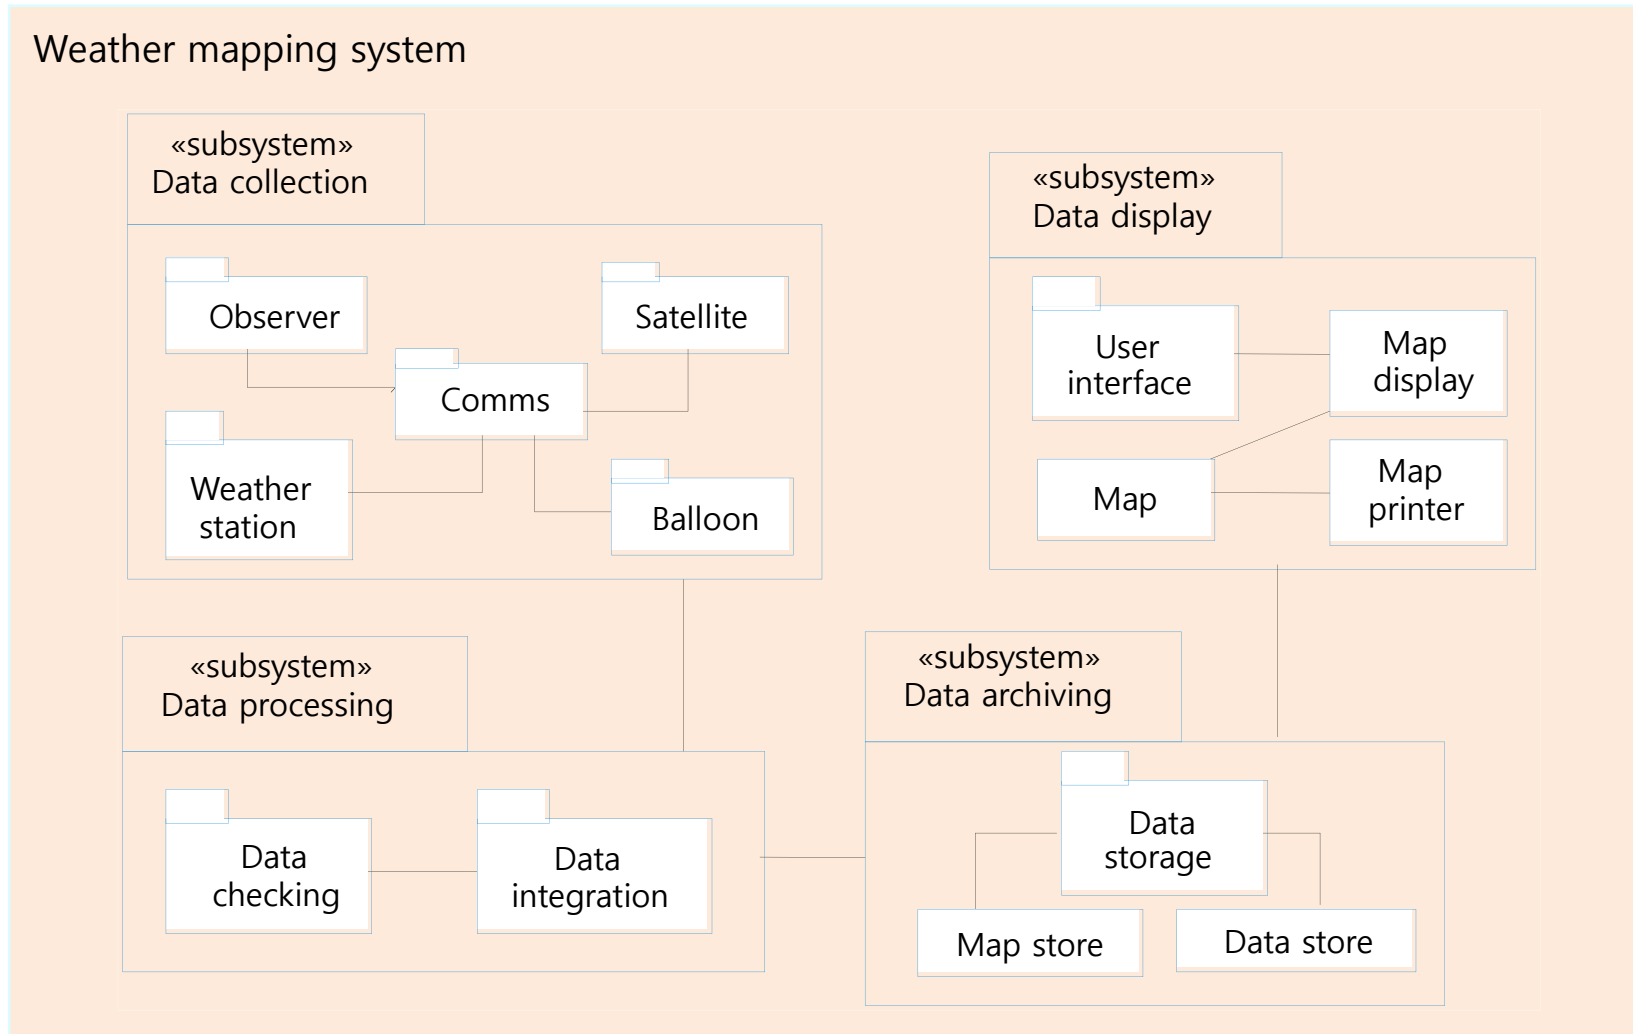 Weather mapping system
«subsystem»
Data collection
Observer
Satellite
Comms
Weather
station
Balloon
«subsystem»
Data display
User
interface
Map
display
Map
Map
printer
«subsystem»
Data processing
Data
checking
Data
integration
«subsystem»
Data archiving
Data
storage
Map store
Data store